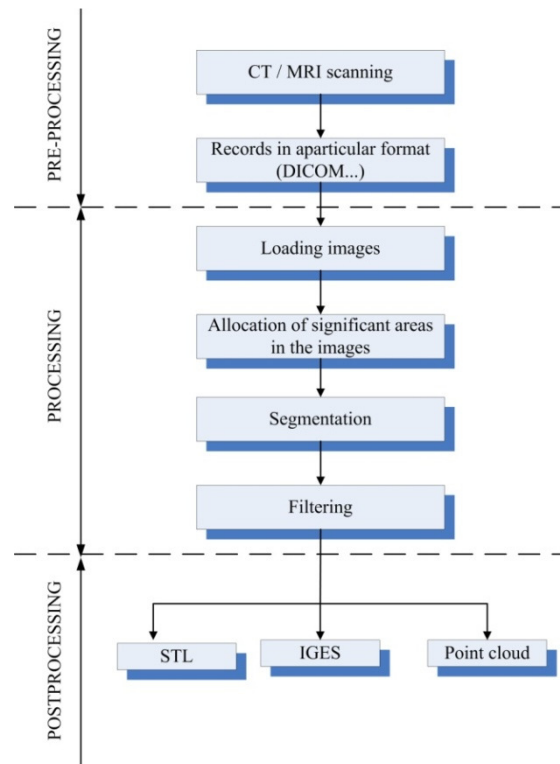 PRE-PROCESSING
CT / MRI scanning
Records in aparticular format
(DICOM...)
PROCESSING
Loading images
Allocation of significant areas
in the images
Segmentation
Filtering
POSTPROCESSING
STL
IGES
Point cloud